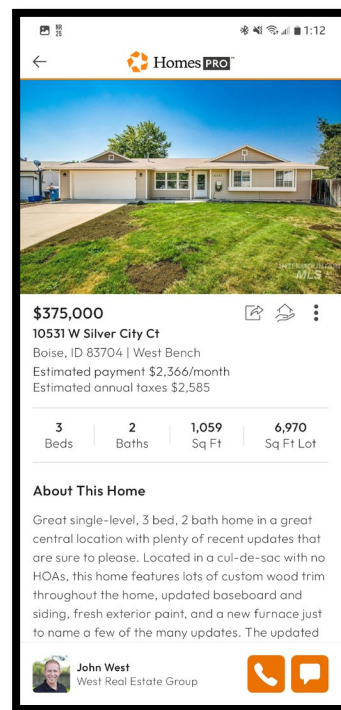 NR
25
1:12
Homes PRO™
INTERMOUNTAIN
MLS
$375,000
10531 W Silver City Ct
Boise, ID 83704 | West Bench
Estimated payment $2,366/month
Estimated annual taxes $2,585
3 2 1,059 6,970
Beds Baths Sq Ft Sq Ft Lot
About This Home
Great single-level, 3 bed, 2 bath home in a great
central location with plenty of recent updates that
are sure to please. Located in a cul-de-sac with no
HOAs, this home features lots of custom wood trim
throughout the home, updated baseboard and
siding, fresh exterior paint, and a new furnace just
to name a few of the many updates. The updated
John West
West Real Estate Group